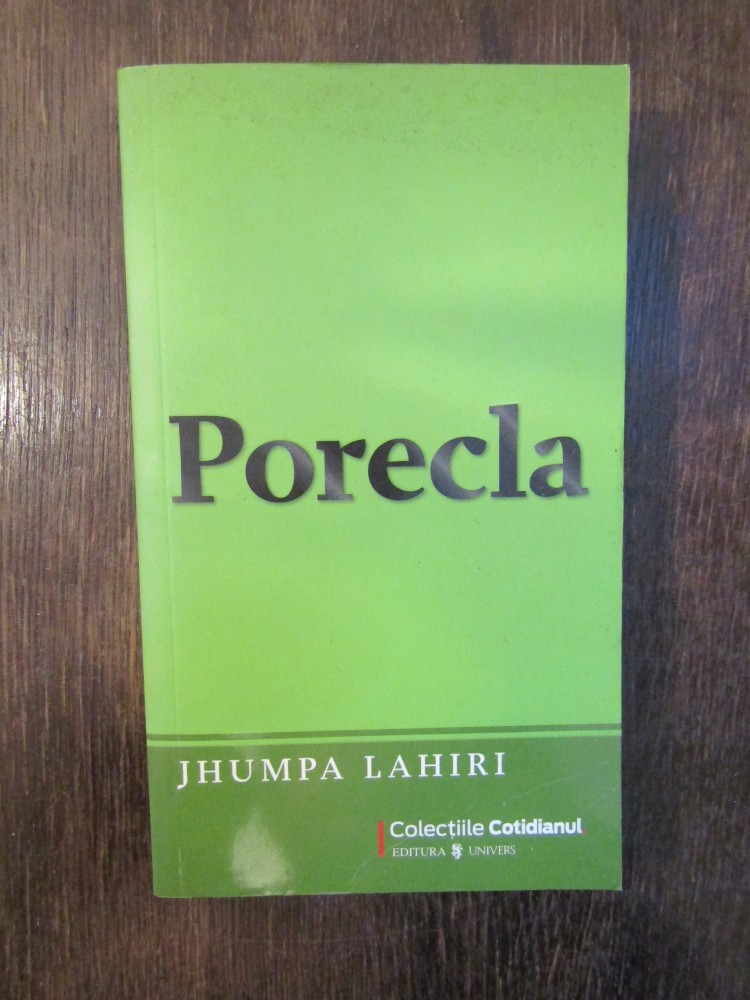 Porecla
JHUMPA LAHIRI
Colecțiile Cotidianul
EDITURA UNIVERS